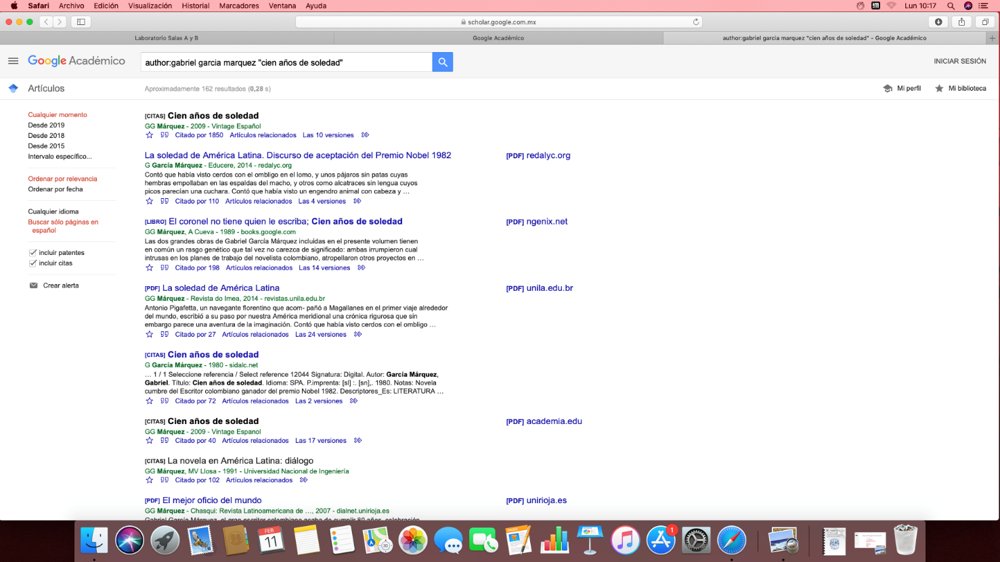 Safari Archivo Edición Visualización Historial Marcadores Ventana Ayuda Lun 10:17
scholar.google.com.mx
Laboratorio Salas A y B Google Académico author:gabriel garcia marquez "cien años de soledad" - Google Académico
Google Académico author:gabriel garcia marquez "cien años de soledad" INICIAR SESIÓN
Artículos Aproximadamente 162 resultados (0,28 s) Mi perfil Mi biblioteca
Cualquier momento
Desde 2019
Desde 2018
Desde 2015
Intervalo específico...
Ordenar por relevancia
Ordenar por fecha
Cualquier idioma
Buscar sólo páginas en
español
incluir patentes
incluir citas
Crear alerta
[CITAS] Cien años de soledad
GG Márquez - 2009 - Vintage Español
Citado por 1850 Artículos relacionados Las 10 versiones
La soledad de América Latina. Discurso de aceptación del Premio Nobel 1982 [PDF] redalyc.org
G García Márquez - Educere, 2014 - redalyc.org
Contó que había visto cerdos con el ombligo en el lomo, y unos pájaros sin patas cuyas
hembras empollaban en las espaldas del macho, y otros como alcatraces sin lengua cuyos
picos parecían una cuchara. Contó que había visto un engendro animal con cabeza y …
Citado por 110 Artículos relacionados Las 4 versiones
[LIBRO] El coronel no tiene quien le escriba; Cien años de soledad [PDF] ngenix.net
GG Márquez, A Cueva - 1989 - books.google.com
Las dos grandes obras de Gabriel García Márquez incluidas en el presente volumen tienen
en común un rasgo genético que tal vez no carezca de significado: ambas irrumpieron cual
intrusas en los planes de trabajo del novelista colombiano, atropellaron otros proyectos en …
Citado por 198 Artículos relacionados Las 14 versiones
[PDF] La soledad de América Latina [PDF] unila.edu.br
GG Márquez - Revista do Imea, 2014 - revistas.unila.edu.br
Antonio Pigafetta, un navegante florentino que acom- pañó a Magallanes en el primer viaje alrededor
del mundo, escribió a su paso por nuestra América meridional una crónica rigurosa que sin
embargo parece una aventura de la imaginación. Contó que había visto cerdos con el ombligo …
Citado por 27 Artículos relacionados Las 24 versiones
[CITAS] Cien años de soledad
G García Márquez - 1980 - sidalc.net
… 1 / 1 Seleccione referencia / Select reference 12044 Signatura: Digital. Autor: García Márquez,
Gabriel. Título: Cien años de soledad. Idioma: SPA. P.imprenta: [sl] :. [sn],. 1980. Notas: Novela
cumbre del Escritor colombiano ganador del premio Nobel 1982. Descriptores_Es: LITERATURA …
Citado por 72 Artículos relacionados Las 2 versiones
[CITAS] Cien años de soledad [PDF] academia.edu
GG Márquez - 2009 - Vintage Espanol
Citado por 40 Artículos relacionados Las 17 versiones
[CITAS] La novela en América Latina: diálogo
GG Márquez, MV Llosa - 1991 - Universidad Nacional de Ingeniería
Citado por 102 Artículos relacionados
[PDF] El mejor oficio del mundo [PDF] unirioja.es
GG Márquez - Chasqui: Revista Latinoamericana de …, 2007 - dialnet.unirioja.es
FEB
11
1